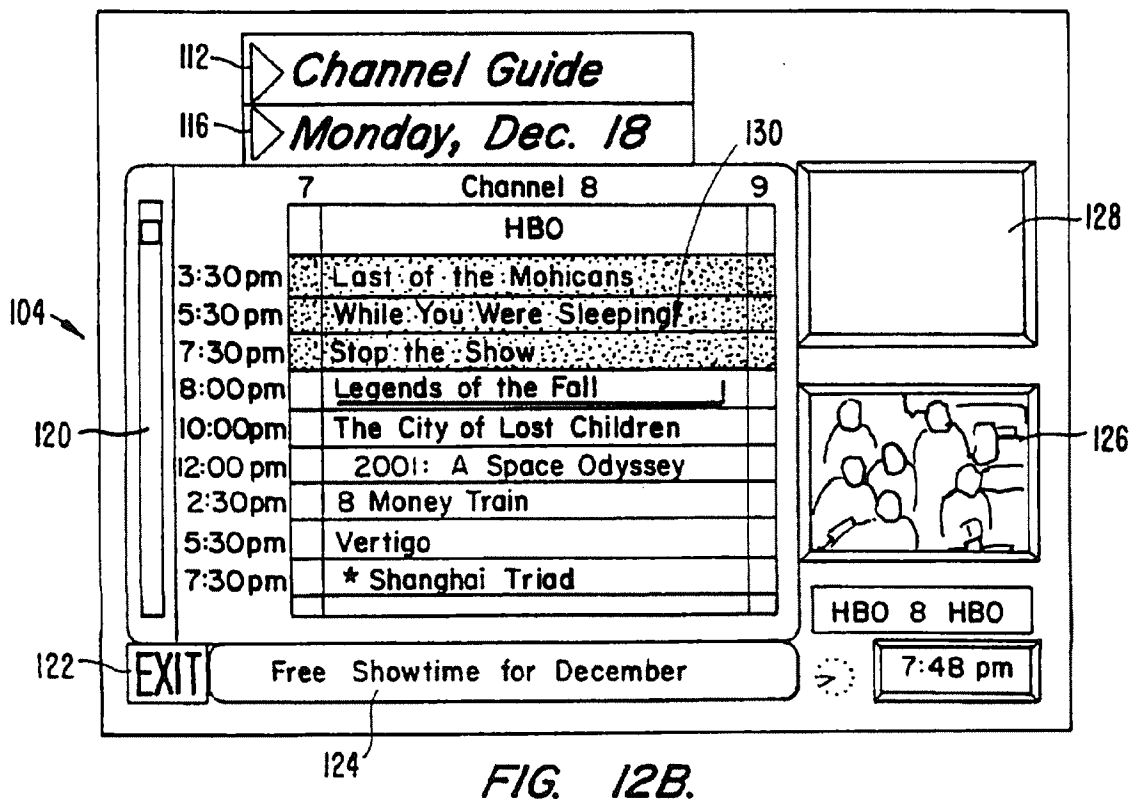 112 Channel Guide
116 Monday, Dec. 18
130
7 Channel 8 9
HBO
128
3:30pm Last of the Mohicans
104
5:30pm While You Were Sleeping
7:30pm Stop the Show
8:00pm Legends of the Fall
120
10:00pm The City of Lost Children
126
12:00pm 2001: A Space Odyssey
2:30pm 8 Money Train
5:30pm Vertigo
7:30pm * Shanghai Triad
HBO 8 HBO
122 EXIT Free Showtime for December 7:48 pm
124
FIG. 12B.